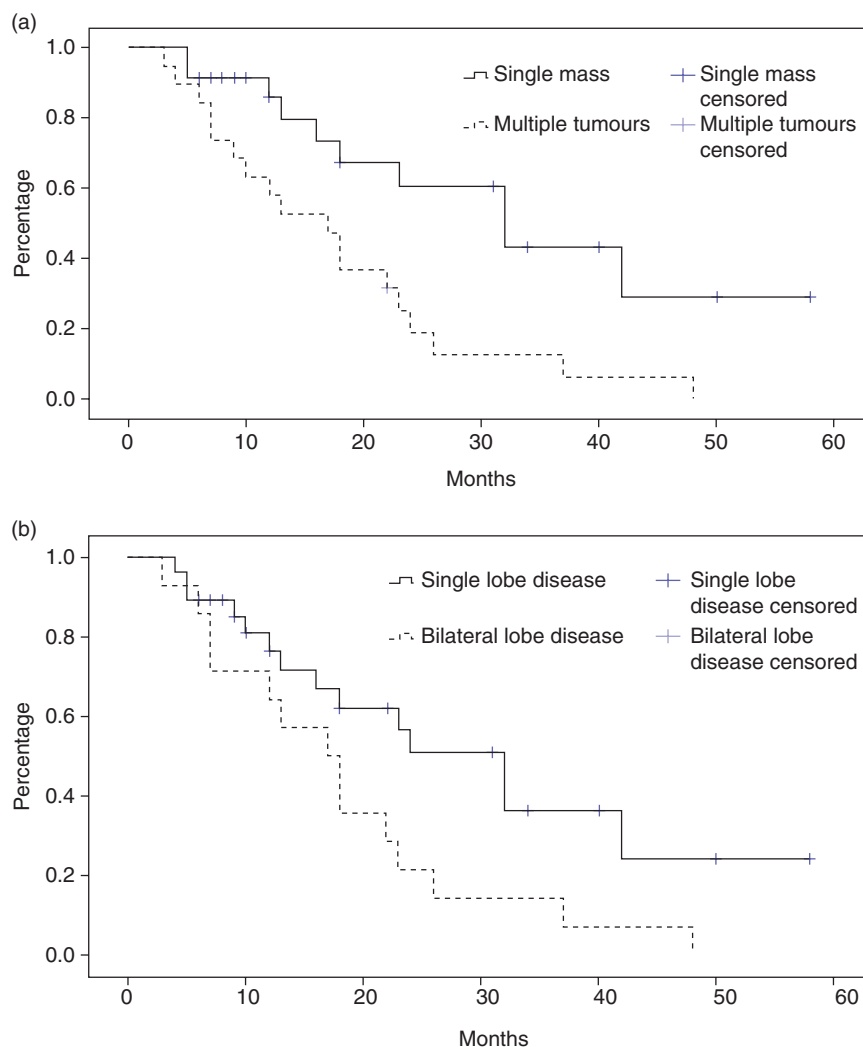 (a)
1.0
0.8
0.6
0.4
0.2
0.0
Percentage
Single mass
Single mass
censored
Multiple tumours
Multiple tumours
censored
0 10 20 30 40 50 60
Months
(b)
1.0
0.8
0.6
0.4
0.2
0.0
Percentage
Single lobe disease
Single lobe
disease censored
Bilateral lobe disease
Bilateral lobe
disease censored
0 10 20 30 40 50 60
Months